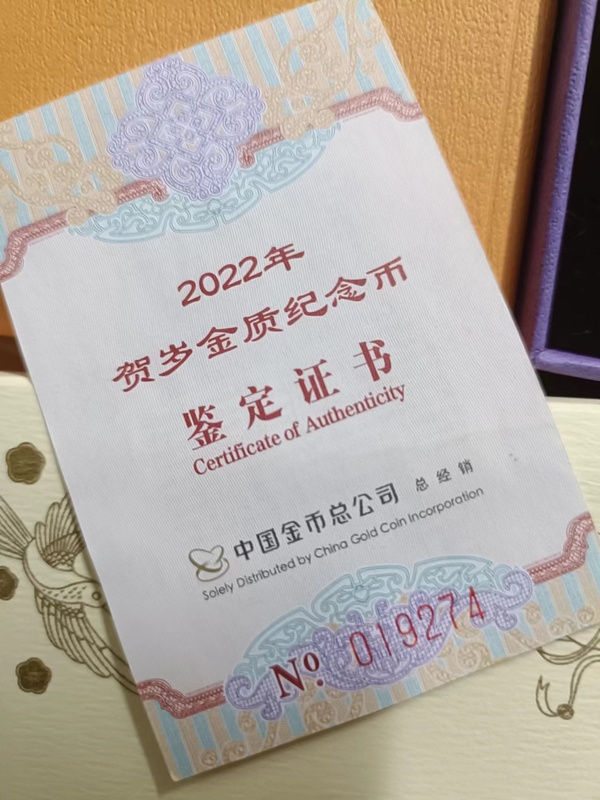 2022年
贺岁金质纪念币
鉴定证书
Certificate of Authenticity
中国金币总公司 总经销
Solely Distributed by China Gold Coin Incorporation
Nº. 019274